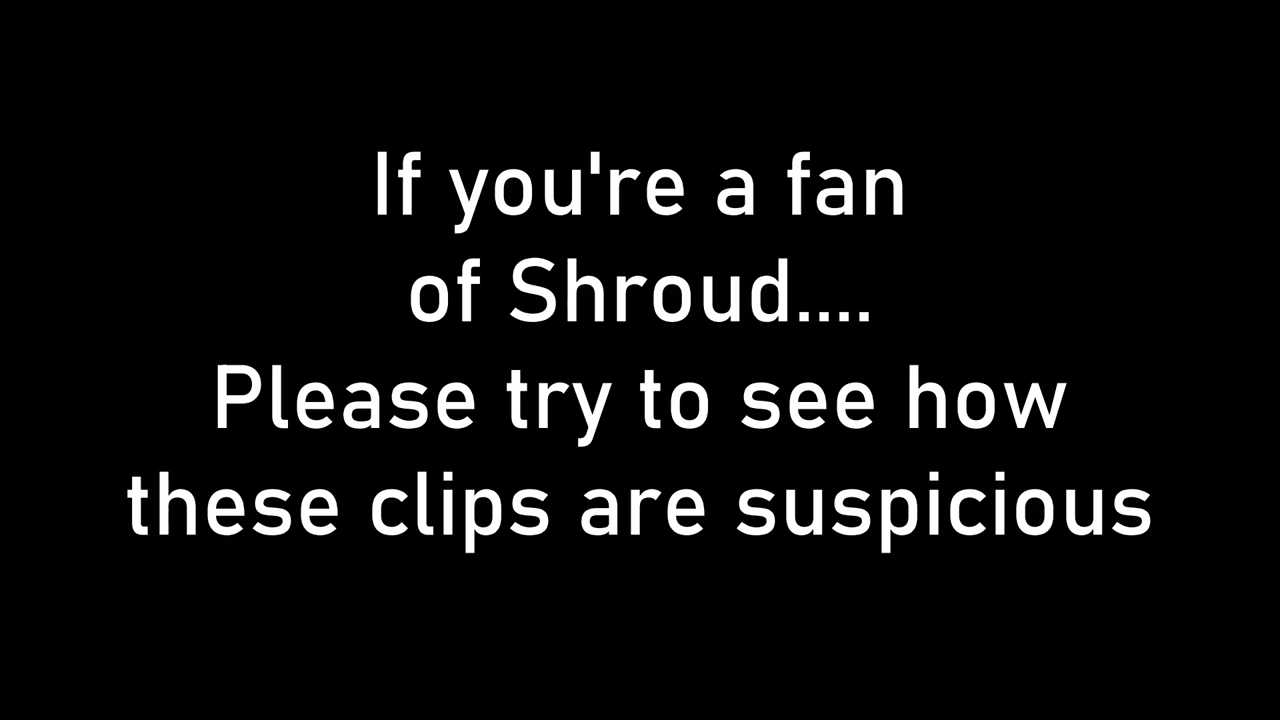 If you're a fan
of Shroud....
Please try to see how
these clips are suspicious